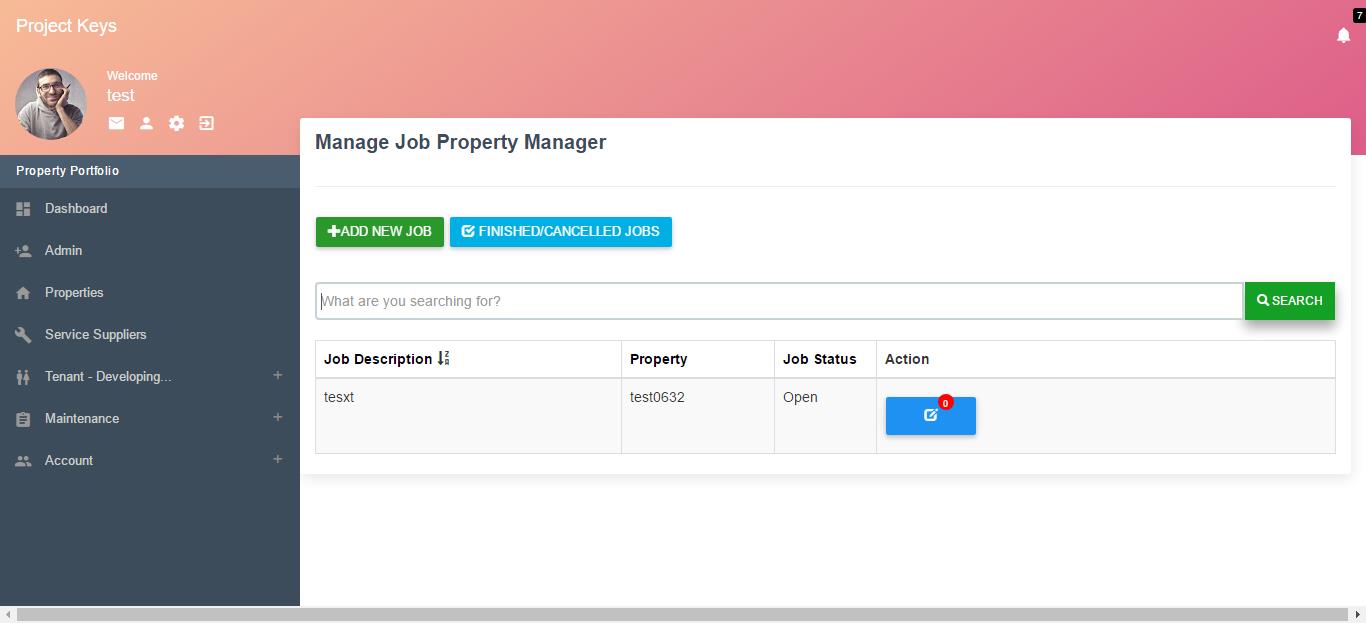 Project Keys
7
Welcome
test
Property Portfolio
Dashboard
Admin
Properties
Service Suppliers
Tenant - Developing...
Maintenance
Account
Manage Job Property Manager
ADD NEW JOB FINISHED/CANCELLED JOBS
What are you searching for? SEARCH
Job Description Property Job Status Action
tesxt test0632 Open 0